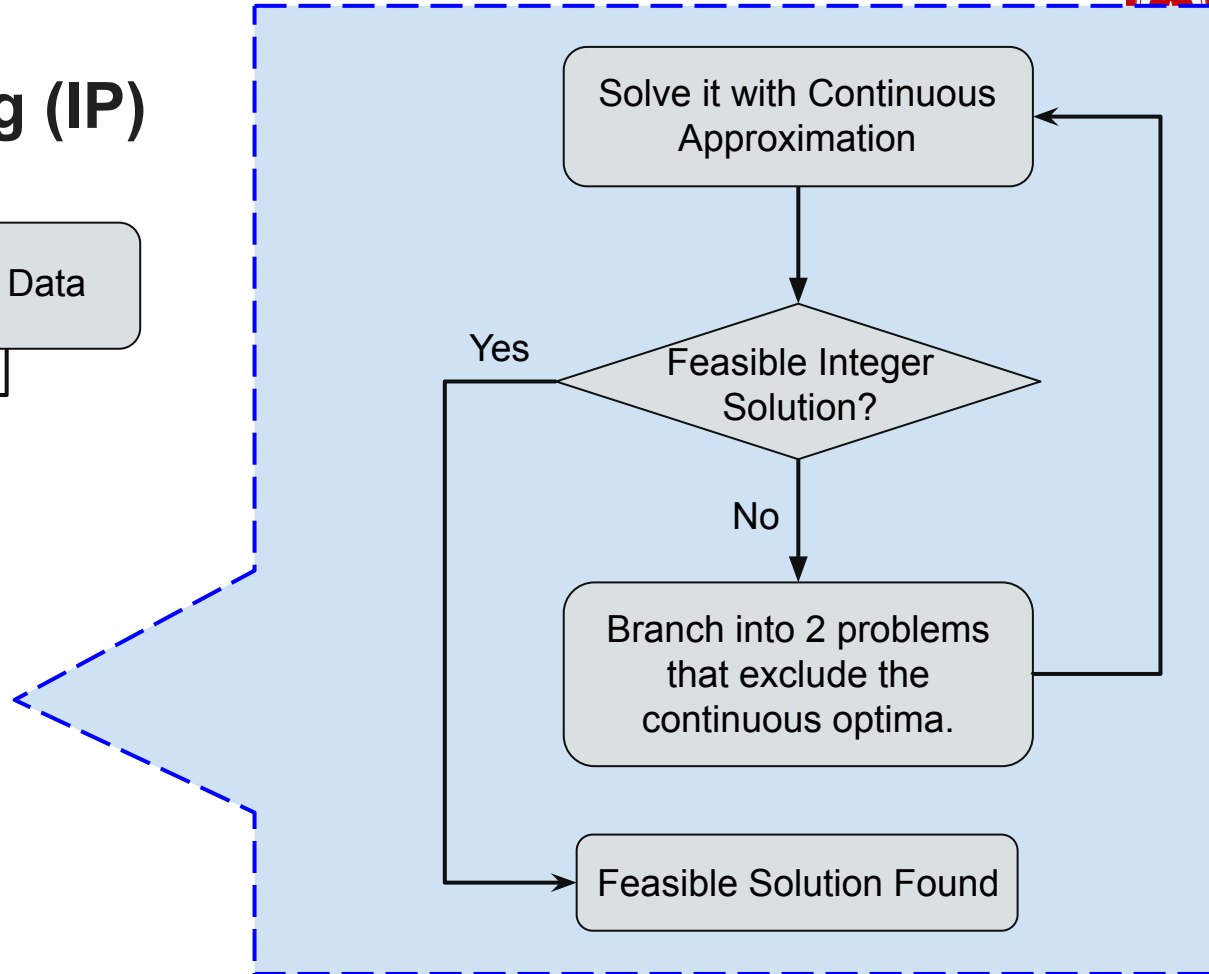 g (IP)
Data
Solve it with Continuous
Approximation
Yes
Feasible Integer
Solution?
No
Branch into 2 problems
that exclude the
continuous optima.
Feasible Solution Found